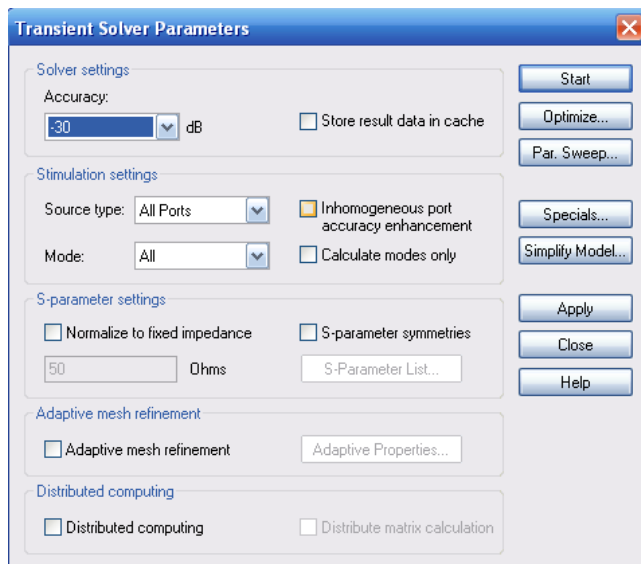 Transient Solver Parameters
Solver settings
Accuracy:
-30 dB
Store result data in cache
Start
Optimize...
Par. Sweep...
Stimulation settings
Source type: All Ports
Inhomogeneous port
accuracy enhancement
Mode: All
Calculate modes only
Specials...
Simplify Model...
S-parameter settings
Normalize to fixed impedance
S-parameter symmetries
50 Ohms
S-Parameter List...
Apply
Close
Help
Adaptive mesh refinement
Adaptive mesh refinement
Adaptive Properties...
Distributed computing
Distributed computing
Distribute matrix calculation